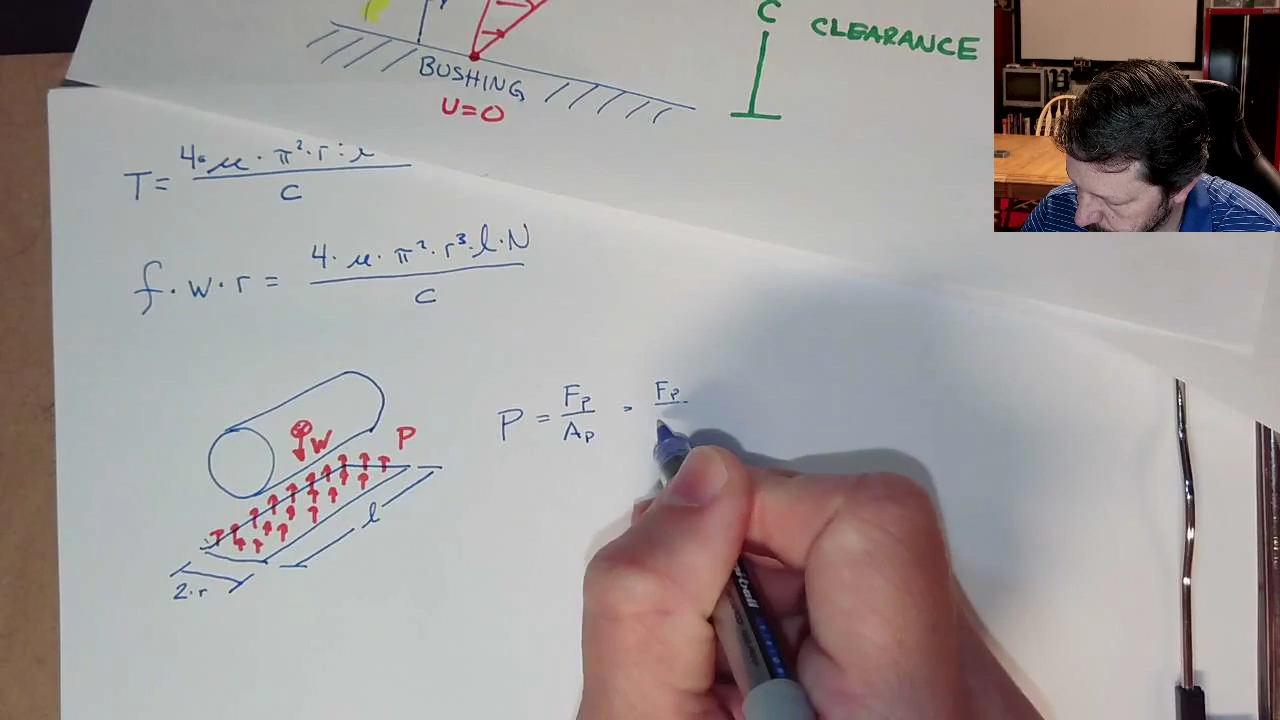 C CLEARANCE
BUSHING
U=0
T= 4·μ·π²·r
C
f·w·r = 4·μ·π²·r³·l·N
C
P = Fp = Fp
Ap
W
P
l
2·r